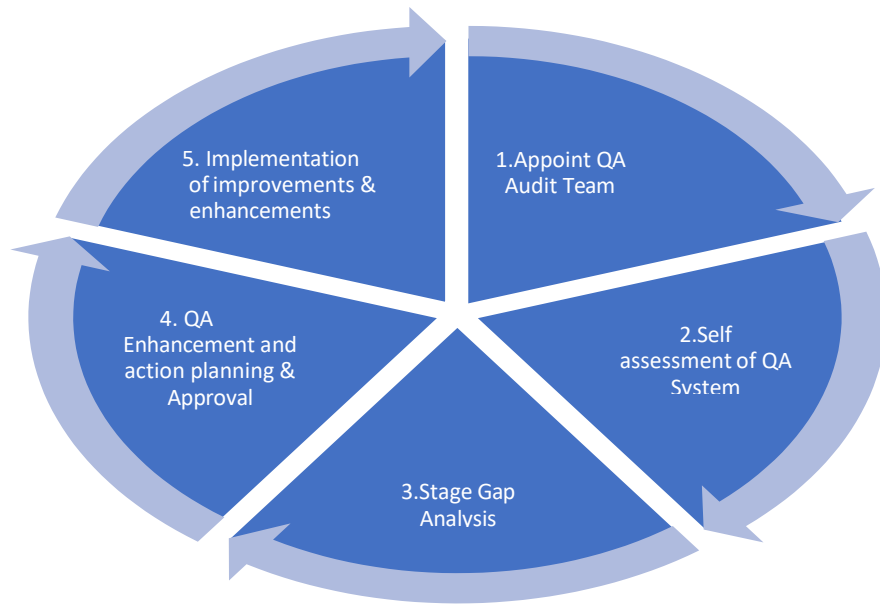 1.Appoint QA
Audit Team
2.Self
assessment of QA
System
3.Stage Gap
Analysis
4. QA
Enhancement and
action planning &
Approval
5. Implementation
of improvements &
enhancements